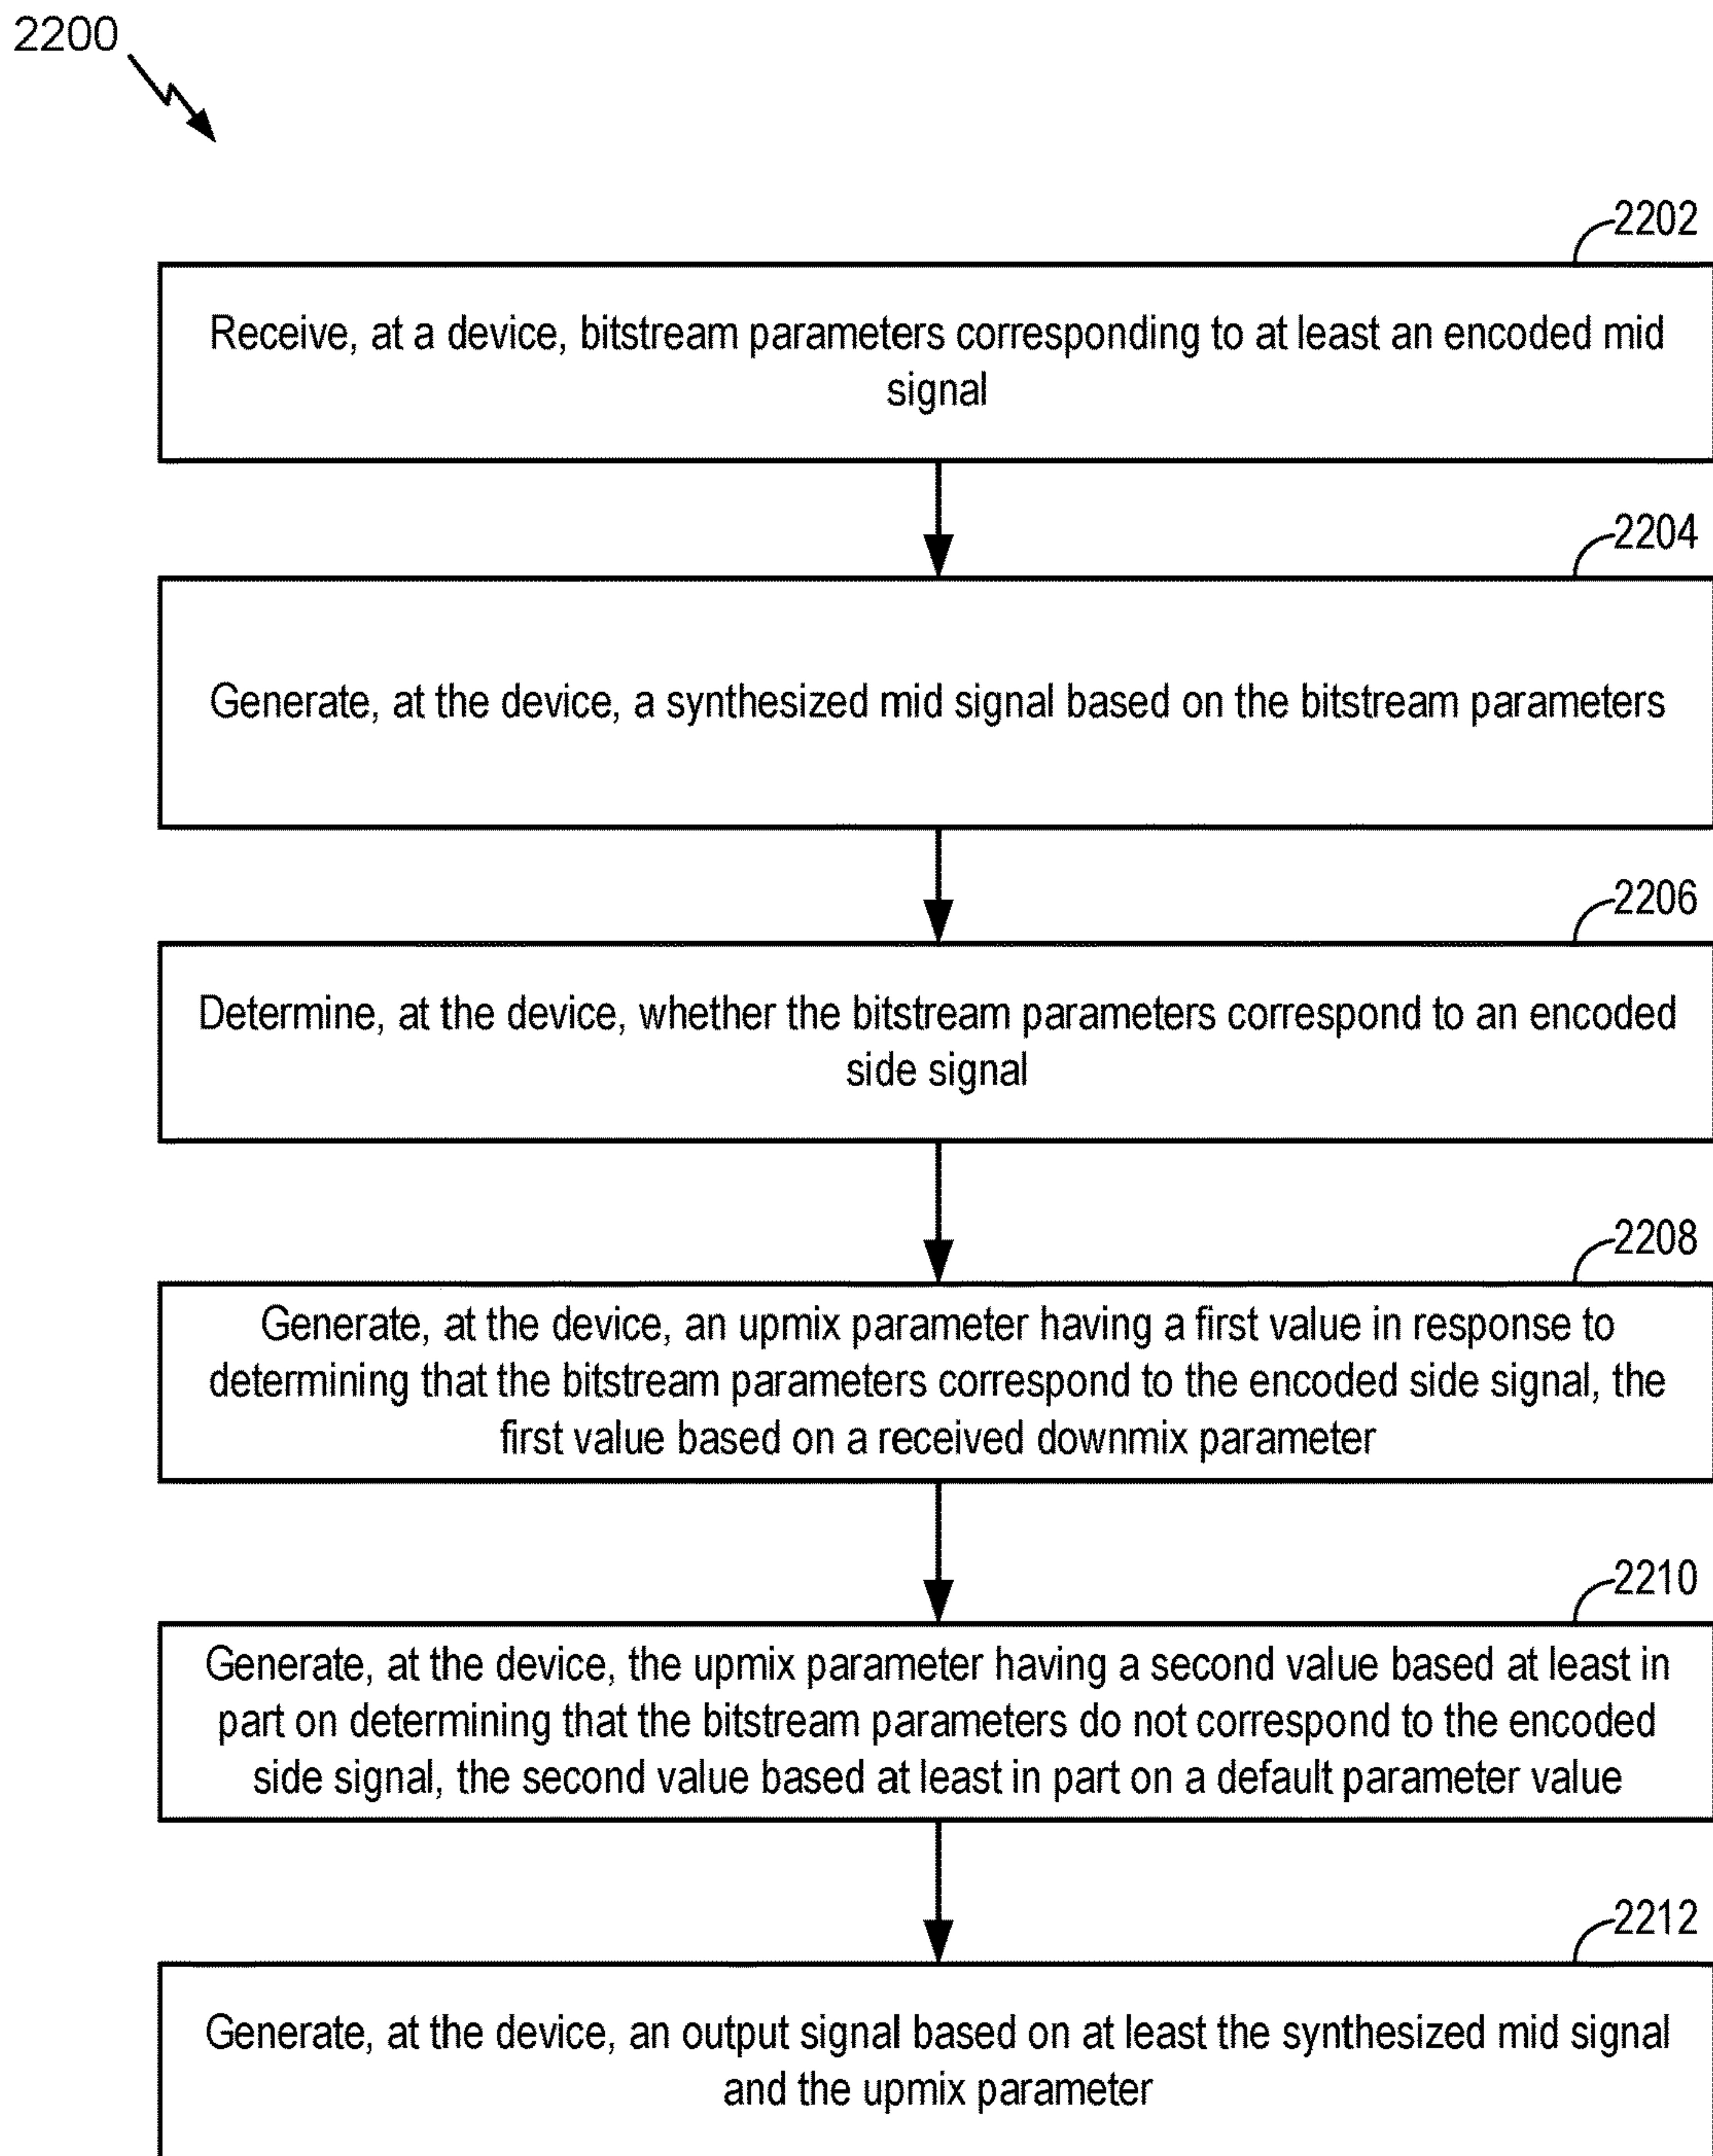 2200
2202
Receive, at a device, bitstream parameters corresponding to at least an encoded mid
signal
2204
Generate, at the device, a synthesized mid signal based on the bitstream parameters
2206
Determine, at the device, whether the bitstream parameters correspond to an encoded
side signal
2208
Generate, at the device, an upmix parameter having a first value in response to
determining that the bitstream parameters correspond to the encoded side signal, the
first value based on a received downmix parameter
2210
Generate, at the device, the upmix parameter having a second value based at least in
part on determining that the bitstream parameters do not correspond to the encoded
side signal, the second value based at least in part on a default parameter value
2212
Generate, at the device, an output signal based on at least the synthesized mid signal
and the upmix parameter